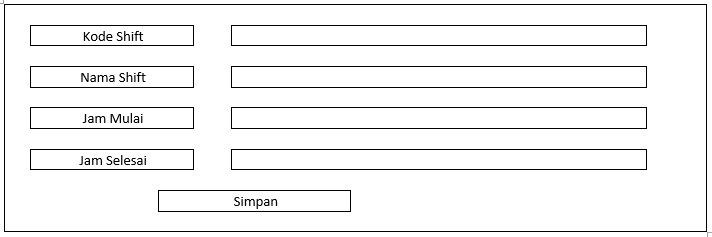 Kode Shift
Nama Shift
Jam Mulai
Jam Selesai
Simpan